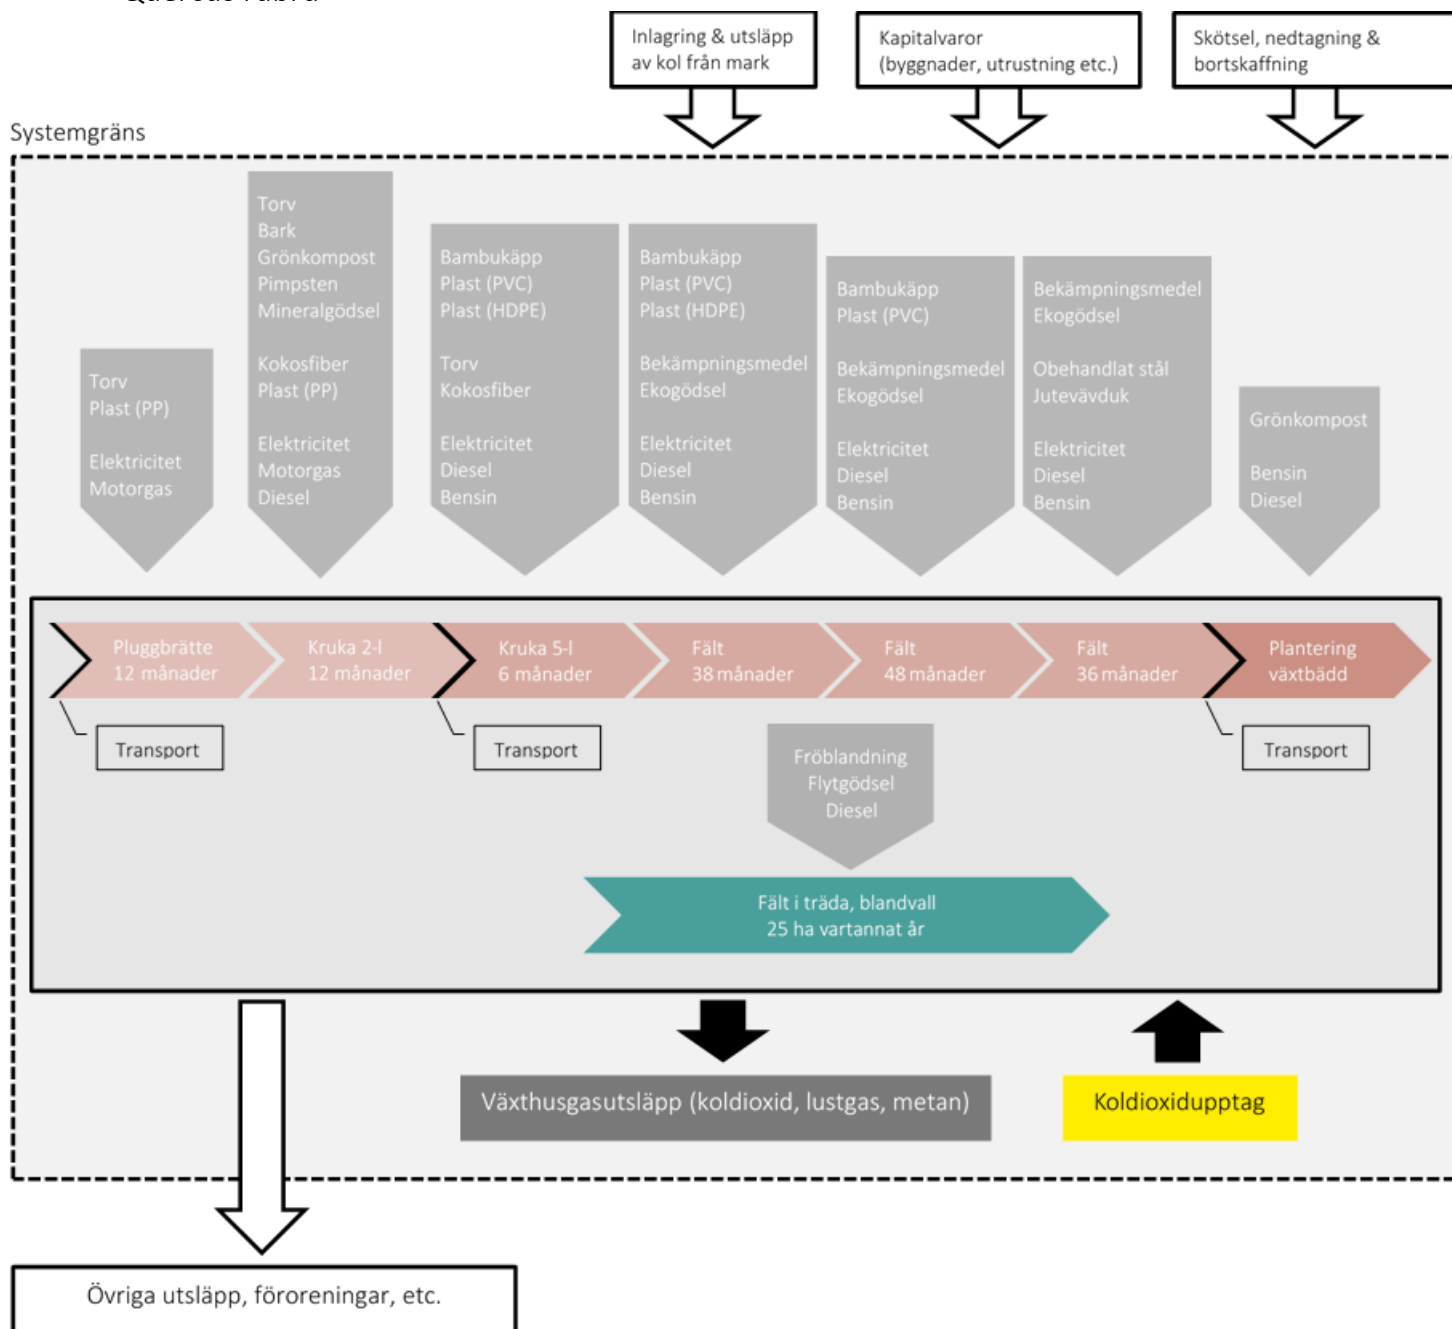 Quercus rubra
Inlagring & utsläpp
av kol från mark
Kapitalvaror
(byggnader, utrustning etc.)
Skötsel, nedtagning &
bortskaffning
Systemgräns
Torv
Plast (PP)
Elektricitet
Motorgas
Torv
Bark
Grönkompost
Pimpsten
Mineralgödsel
Kokosfiber
Plast (PP)
Elektricitet
Motorgas
Diesel
Bambukäpp
Plast (PVC)
Plast (HDPE)
Torv
Kokosfiber
Elektricitet
Diesel
Bensin
Bambukäpp
Plast (PVC)
Plast (HDPE)
Bekämpningsmedel
Ekogödsel
Elektricitet
Diesel
Bensin
Bambukäpp
Plast (PVC)
Bekämpningsmedel
Ekogödsel
Elektricitet
Diesel
Bensin
Bekämpningsmedel
Ekogödsel
Obehandlat stål
Jutevävduk
Elektricitet
Diesel
Bensin
Grönkompost
Bensin
Diesel
Pluggbrätte
12 månader
Kruka 2-l
12 månader
Kruka 5-l
6 månader
Fält
38 månader
Fält
48 månader
Fält
36 månader
Plantering
växtbädd
Transport
Transport
Transport
Fröblandning
Flytgödsel
Diesel
Fält i träda, blandvall
25 ha vartannat år
Växthusgasutsläpp (koldioxid, lustgas, metan)
Koldioxidupptag
Övriga utsläpp, föroreningar, etc.